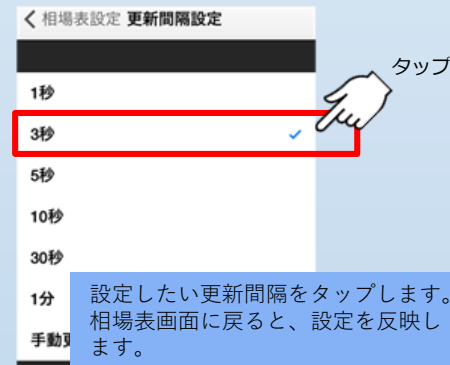 相場表設定 更新間隔設定
タップ
1秒
3秒
5秒
10秒
30秒
1分
手動
設定したい更新間隔をタップします。
相場表画面に戻ると、設定を反映し
ます。